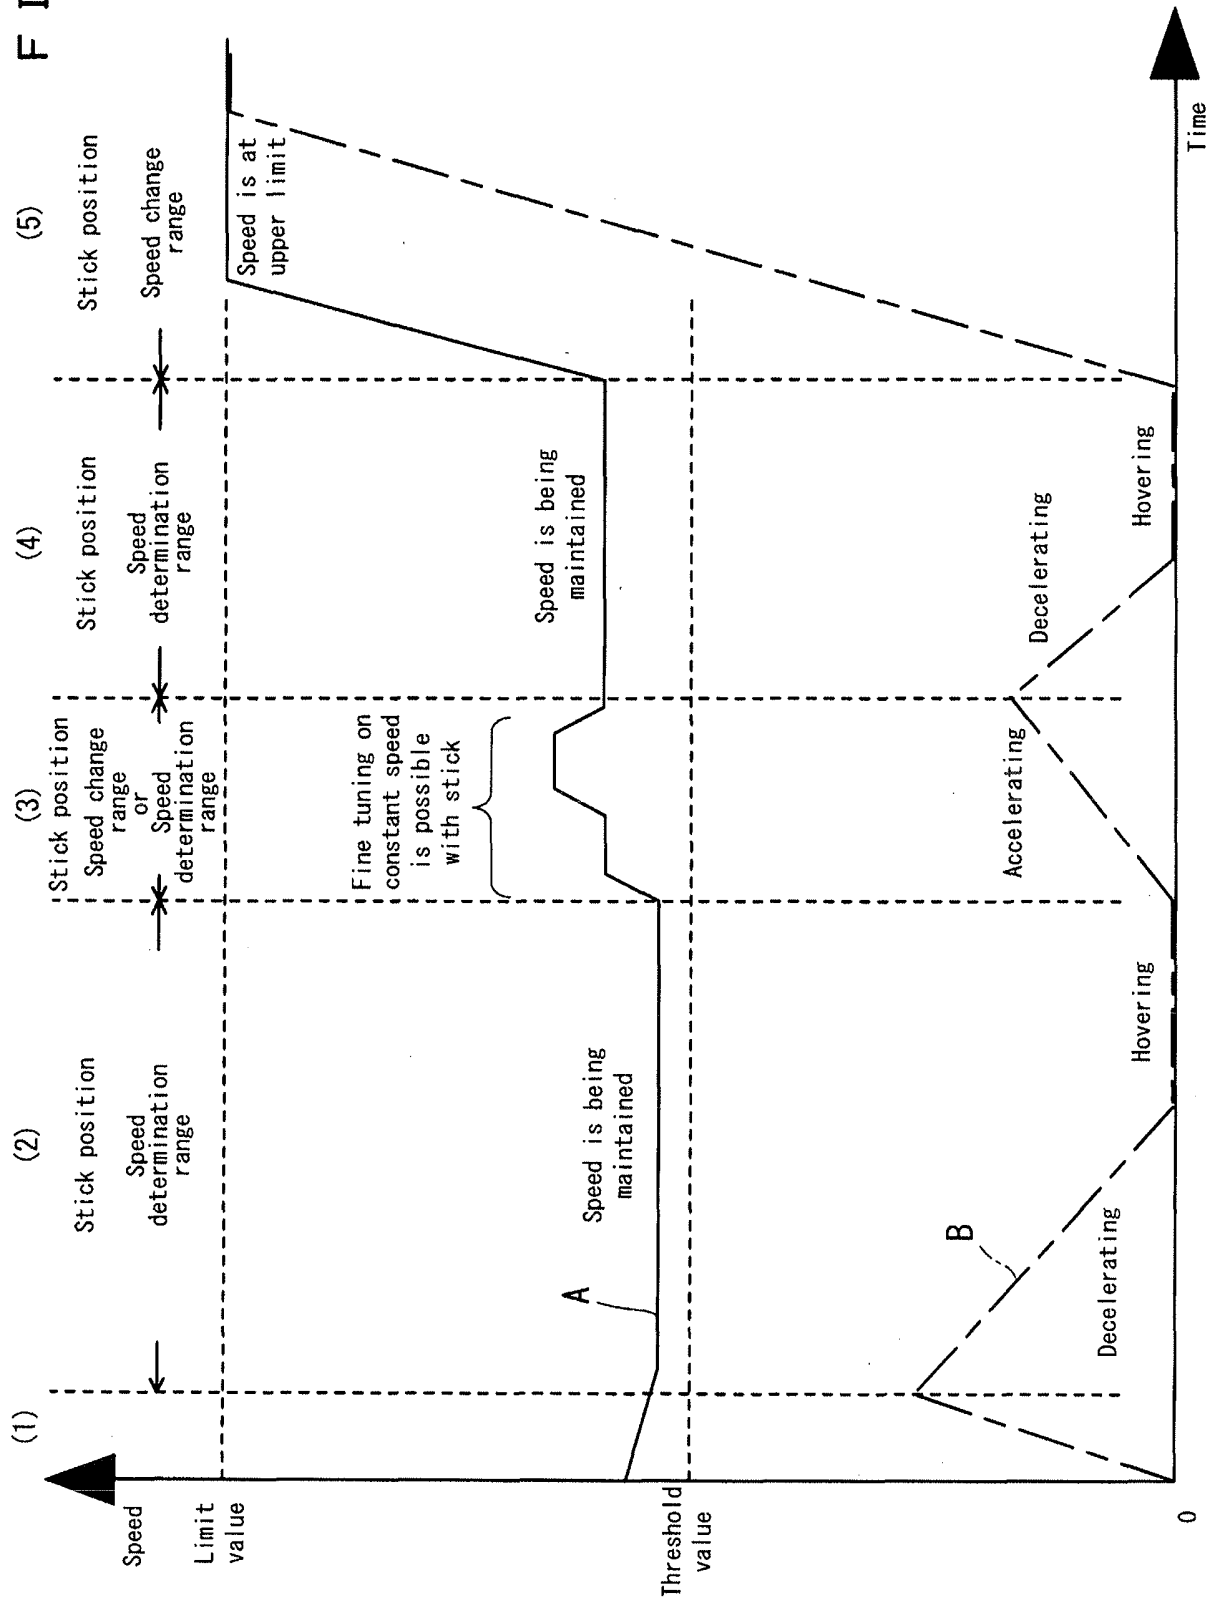 F I
(1)
(2)
Stick position
Speed
determination
range
(3)
Stick position
Speed change
range
or
Speed
determination
range
(4)
Stick position
Speed
determination
range
(5)
Stick position
Speed change
range
Speed
Limit
value
Threshold
value
0
Time
A
Speed is being
maintained
Fine tuning on
constant speed
is possible
with stick
Speed is being
maintained
Speed is at
upper limit
B
Decelerating
Hovering
Accelerating
Decelerating
Hovering